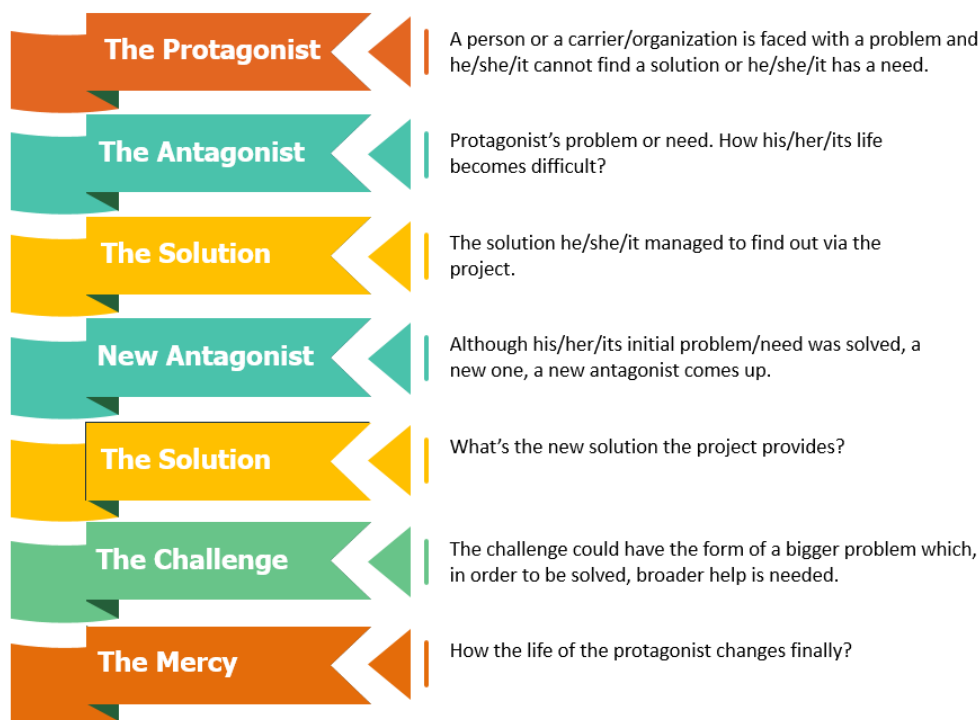 The Protagonist
A person or a carrier/organization is faced with a problem and
he/she/it cannot find a solution or he/she/it has a need.
The Antagonist
Protagonist’s problem or need. How his/her/its life
becomes difficult?
The Solution
The solution he/she/it managed to find out via the
project.
New Antagonist
Although his/her/its initial problem/need was solved, a
new one, a new antagonist comes up.
The Solution
What’s the new solution the project provides?
The Challenge
The challenge could have the form of a bigger problem which,
in order to be solved, broader help is needed.
The Mercy
How the life of the protagonist changes finally?